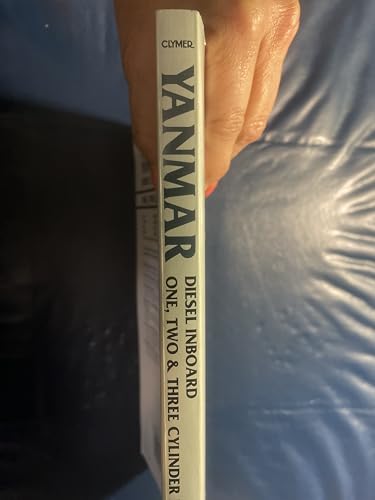 CLYMER
YANMAR
DIESEL INBOARD
ONE, TWO & THREE CYLINDER